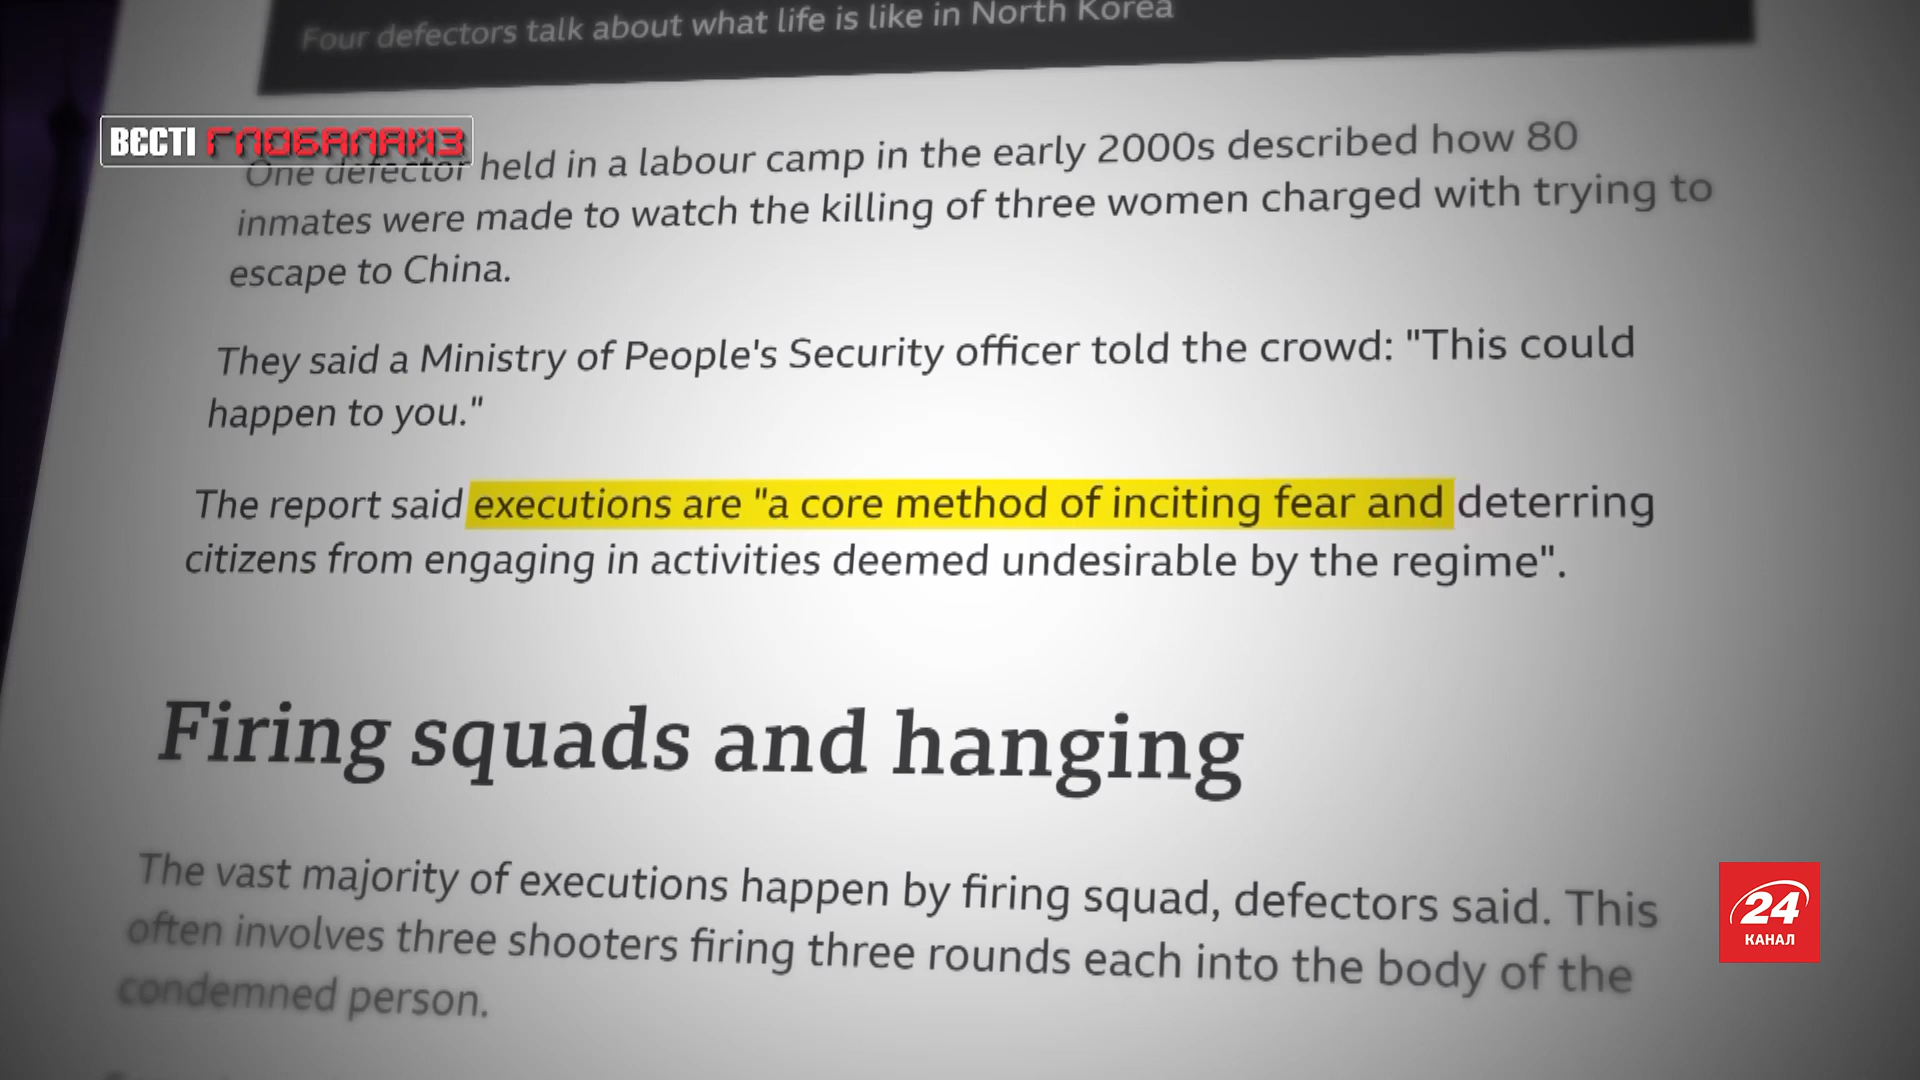 Four defectors talk about what life is like in North Korea
ВЄСТІ ГЛОБАЛАЙЗ
One defector held in a labour camp in the early 2000s described how 80
inmates were made to watch the killing of three women charged with trying to
escape to China.
They said a Ministry of People's Security officer told the crowd: "This could
happen to you."
The report said executions are "a core method of inciting fear and deterring
citizens from engaging in activities deemed undesirable by the regime".
Firing squads and hanging
The vast majority of executions happen by firing squad, defectors said. This
often involves three shooters firing three rounds each into the body of the
condemned person.
24
КАНАЛ